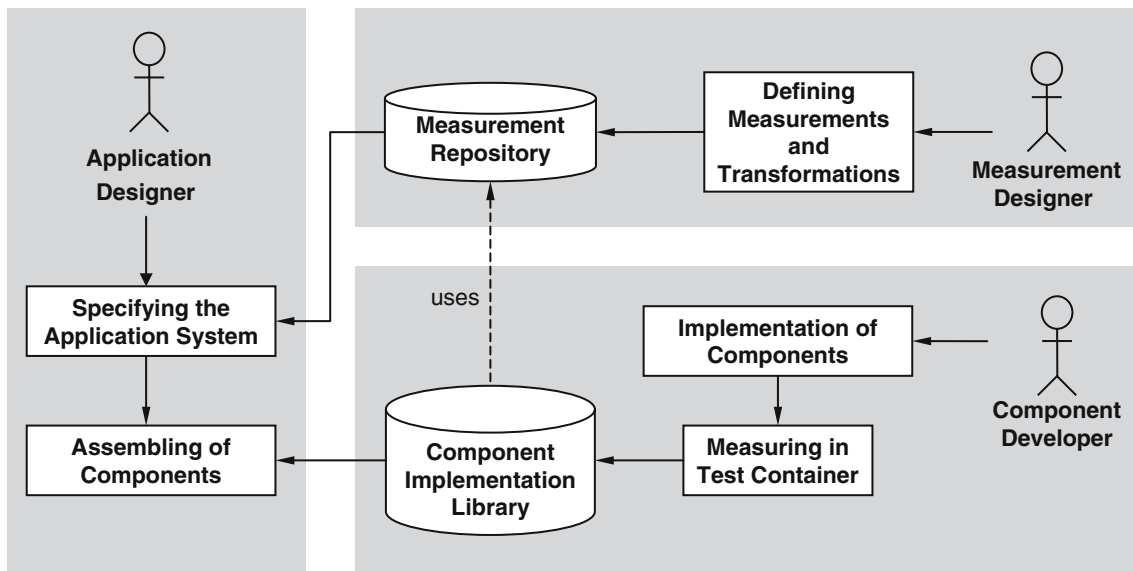 Application
Designer
Specifying the
Application System
Assembling of
Components
Measurement
Repository
Defining
Measurements
and
Transformations
Measurement
Designer
uses
Implementation of
Components
Component
Developer
Measuring in
Test Container
Component
Implementation
Library